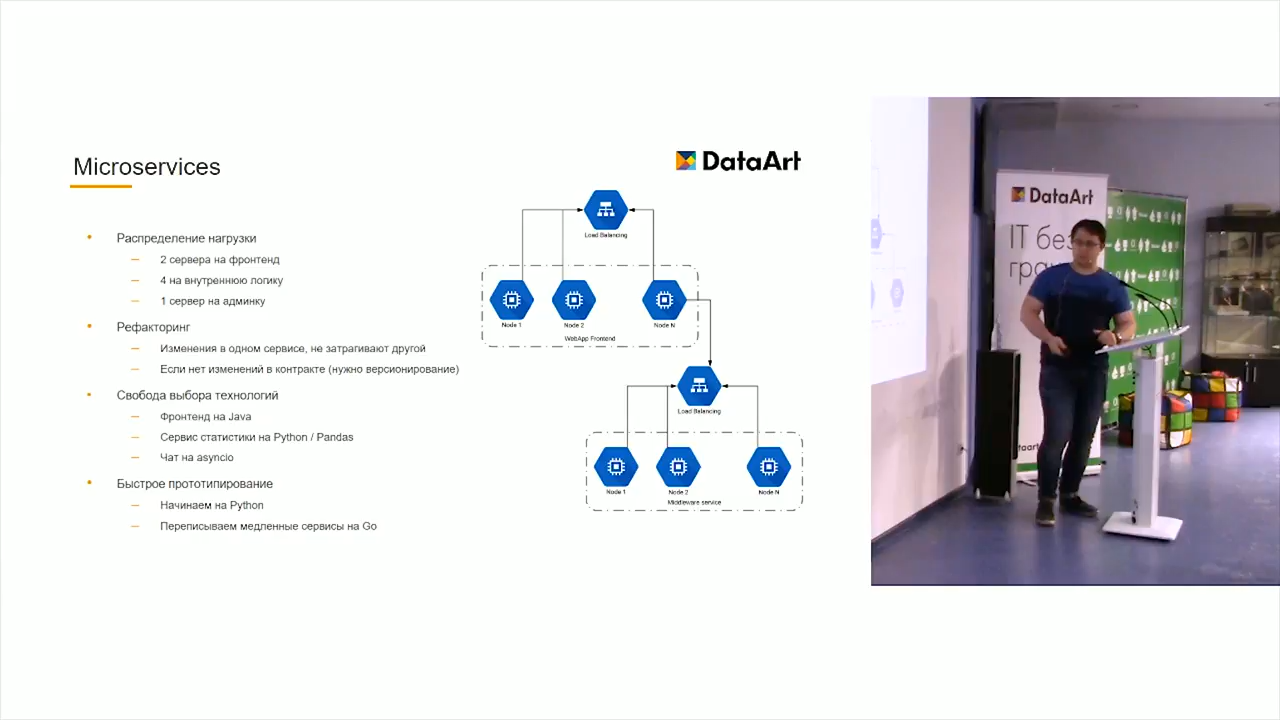 Microservices
DataArt
Распределение нагрузки
2 сервера на фронтенд
4 на внутреннюю логику
1 сервер на админку
Рефакторинг
Изменения в одном сервисе, не затрагивают другой
Если нет изменений в контракте (нужно версионирование)
Свобода выбора технологий
Фронтенд на Java
Сервис статистики на Python / Pandas
Чат на asyncio
Быстрое прототипирование
Начинаем на Python
Переписываем медленные сервисы на Go
Load Balancing
Node 1
Node 2
Node N
WebApp Frontend
Load Balancing
Node 1
Node 2
Node N
Middleware service
DataArt
IT без